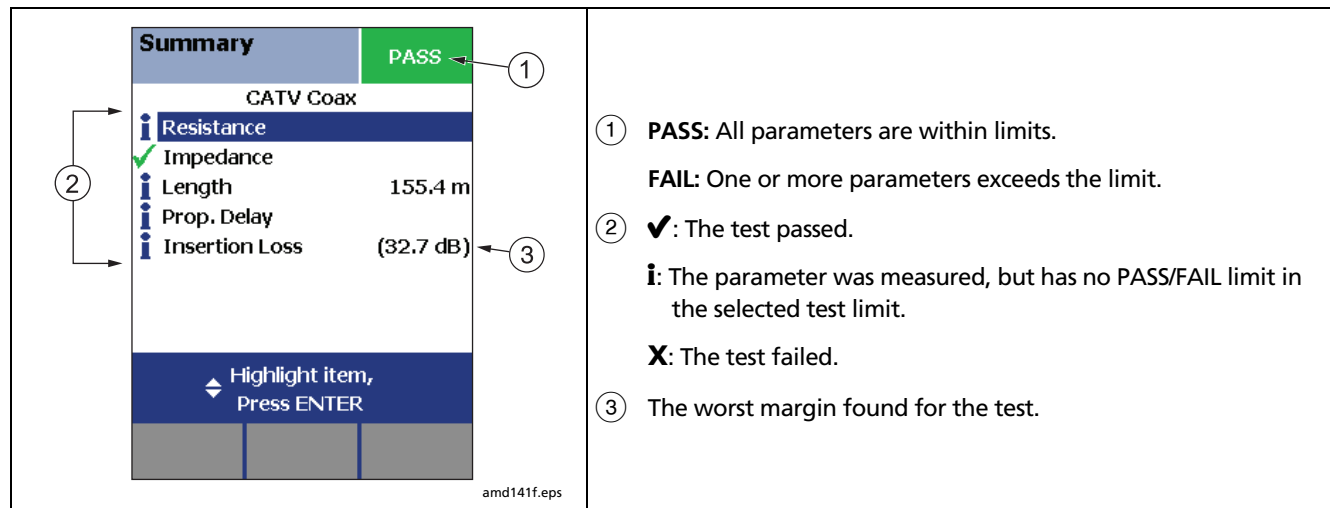 Summary
PASS
1
CATV Coax
i Resistance
✓ Impedance
2
i Length 155.4 m
i Prop. Delay
i Insertion Loss (32.7 dB)
3
Highlight item,
Press ENTER
amd141f.eps
1 PASS: All parameters are within limits.
FAIL: One or more parameters exceeds the limit.
2 ✔: The test passed.
i: The parameter was measured, but has no PASS/FAIL limit in
the selected test limit.
X: The test failed.
3 The worst margin found for the test.